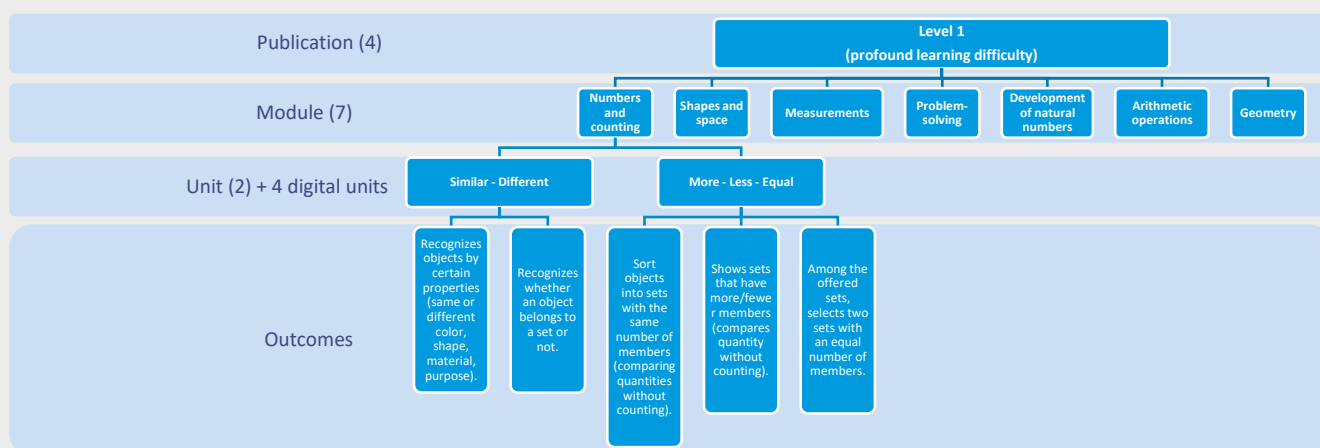 Publication (4)
Level 1
(profound learning difficulty)
Module (7)
Numbers
and
counting
Shapes and
space
Measurements
Problem-
solving
Development
of natural
numbers
Arithmetic
operations
Geometry
Unit (2) + 4 digital units
Similar - Different
More - Less - Equal
Outcomes
Recognizes
objects by
certain
properties
(same or
different
color,
shape,
material,
purpose).
Recognizes
whether
an object
belongs to
a set or
not.
Sort
objects
into sets
with the
same
number of
members
(comparing
quantities
without
counting).
Shows sets
that have
more/fewe
r members
(compares
quantity
without
counting).
Among the
offered
sets,
selects two
sets with
an equal
number of
members.